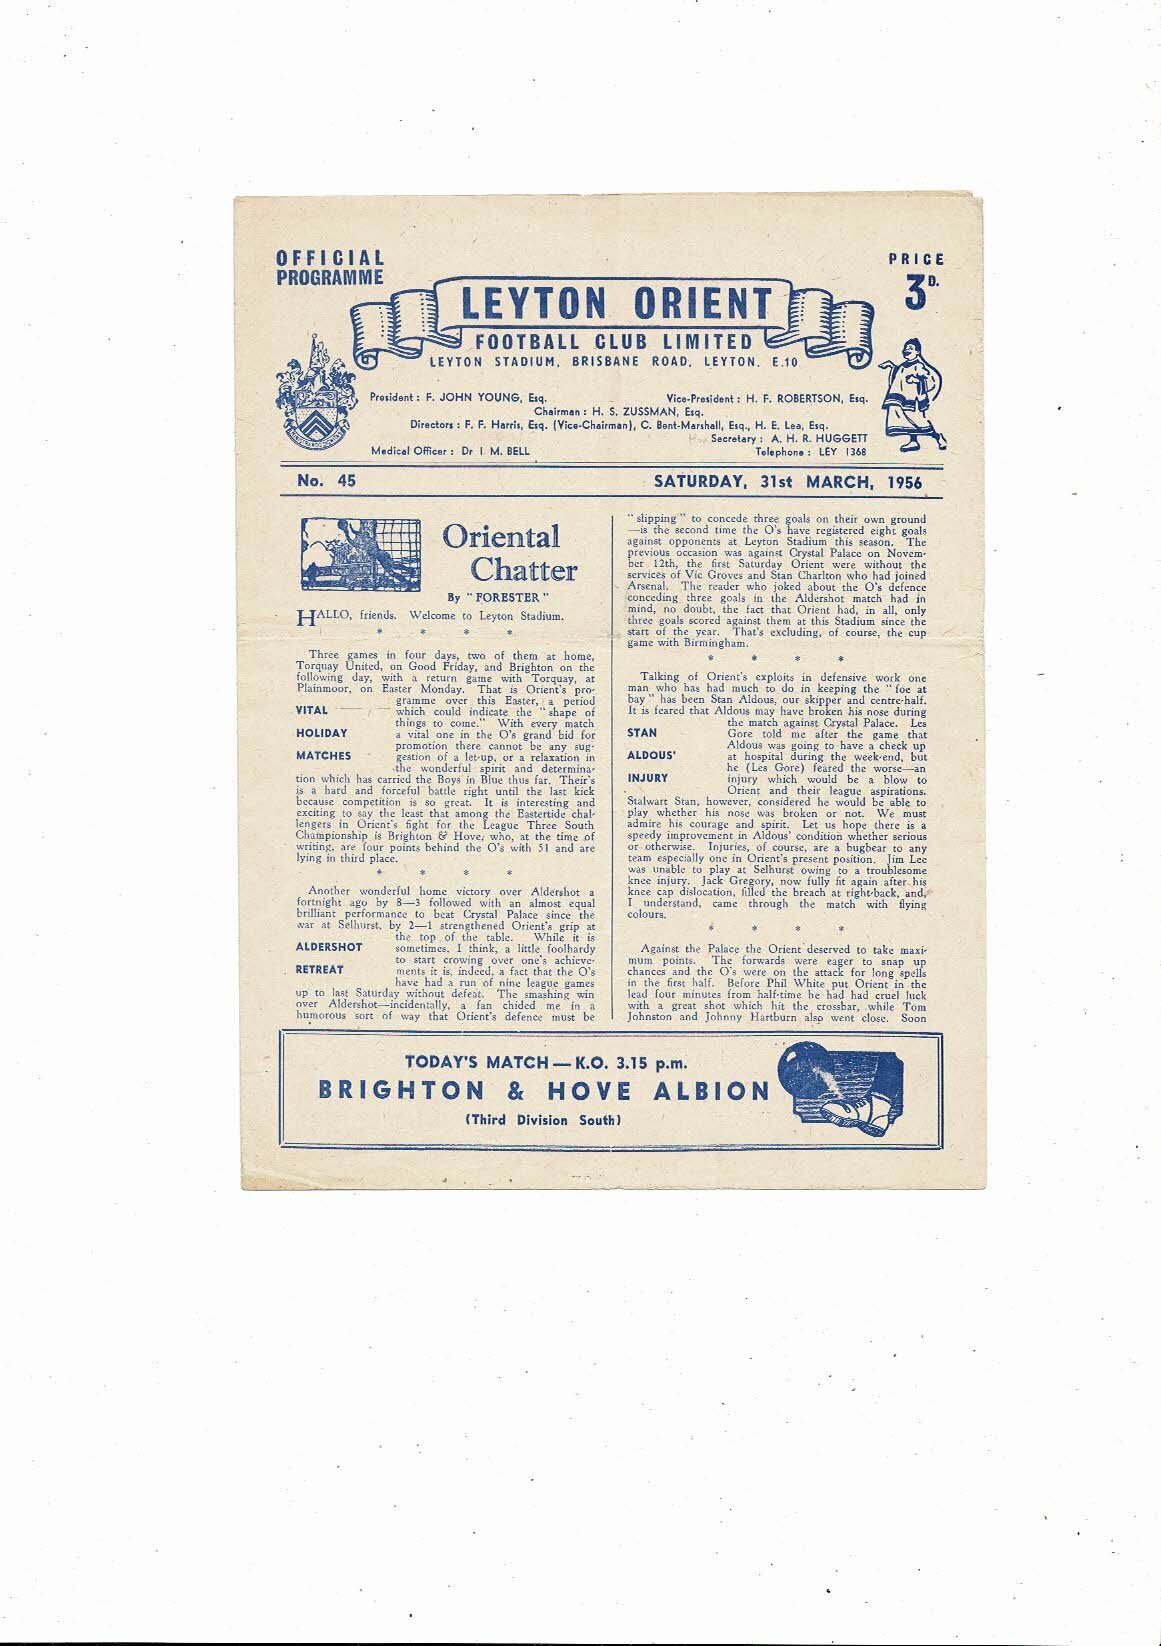 OFFICIAL
PROGRAMME
PRICE
3D.
LEYTON ORIENT
FOOTBALL CLUB LIMITED
LEYTON STADIUM, BRISBANE ROAD, LEYTON, E.10
President : F. JOHN YOUNG, Esq.
Vice-President : H. F. ROBERTSON, Esq.
Chairman : H. S. ZUSSMAN, Esq.
Directors : F. F. Harris, Esq. (Vice-Chairman), C. Bent-Marshall, Esq., H. E. Lea, Esq.
Secretary : A. H. R. HUGGETT
Medical Officer : Dr I. M. BELL
Telephone : LEY 1368
No. 45
SATURDAY, 31st MARCH, 1956
Oriental
Chatter
By "FORESTER"
HALLO, friends. Welcome to Leyton Stadium.
* * * *
Three games in four days, two of them at home,
Torquay United, on Good Friday, and Brighton on the
following day, with a return game with Torquay, at
Plainmoor, on Easter Monday. That is Orient's pro-
gramme over this Easter, a period
VITAL which could indicate the "shape of
things to come." With every match
HOLIDAY a vital one in the O's grand bid for
promotion there cannot be any sug-
MATCHES gestion of a let-up, or a relaxation in
the wonderful spirit and determina-
tion which has carried the Boys in Blue thus far. Their's
is a hard and forceful battle right until the last kick
because competition is so great. It is interesting and
exciting to say the least that among the Eastertide chal-
lengers in Orient's fight for the League Three South
Championship is Brighton & Hove, who, at the time of
writing, are four points behind the O's with 51 and are
lying in third place.
* * * *
Another wonderful home victory over Aldershot a
fortnight ago by 8—3 followed with an almost equal
brilliant performance to beat Crystal Palace since the
war at Selhurst, by 2—1 strengthened Orient's grip at
the top of the table. While it is
ALDERSHOT sometimes, I think, a little foolhardy
to start crowing over one's achieve-
RETREAT ments it is, indeed, a fact that the O's
have had a run of nine league games
up to last Saturday without defeat. The smashing win
over Aldershot—incidentally, a fan chided me in a
humorous sort of way that Orient's defence must be
"slipping" to concede three goals on their own ground
—is the second time the O's have registered eight goals
against opponents at Leyton Stadium this season. The
previous occasion was against Crystal Palace on Novem-
ber 12th, the first Saturday Orient were without the
services of Vic Groves and Stan Charlton who had joined
Arsenal. The reader who joked about the O's defence
conceding three goals in the Aldershot match had in
mind, no doubt, the fact that Orient had, in all, only
three goals scored against them at this Stadium since the
start of the year. That's excluding, of course, the cup
game with Birmingham.
* * * *
Talking of Orient's exploits in defensive work one
man who has had much to do in keeping the "foe at
bay" has been Stan Aldous, our skipper and centre-half.
It is feared that Aldous may have broken his nose during
the match against Crystal Palace. Les
STAN Gore told me after the game that
Aldous was going to have a check up
ALDOUS' at hospital during the week-end, but
he (Les Gore) feared the worse—an
INJURY injury which would be a blow to
Orient and their league aspirations.
Stalwart Stan, however, considered he would be able to
play whether his nose was broken or not. We must
admire his courage and spirit. Let us hope there is a
speedy improvement in Aldous' condition whether serious
or otherwise. Injuries, of course, are a bugbear to any
team especially one in Orient's present position. Jim Lee
was unable to play at Selhurst owing to a troublesome
knee injury. Jack Gregory, now fully fit again after his
knee cap dislocation, filled the breach at right-back, and,
I understand, came through the match with flying
colours.
* * * *
Against the Palace the Orient deserved to take maxi-
mum points. The forwards were eager to snap up
chances and the O's were on the attack for long spells
in the first half. Before Phil White put Orient in the
lead four minutes from half-time he had had cruel luck
with a great shot which hit the crossbar, while Tom
Johnston and Johnny Hartburn also went close. Soon
TODAY'S MATCH — K.O. 3.15 p.m.
BRIGHTON & HOVE ALBION
(Third Division South)